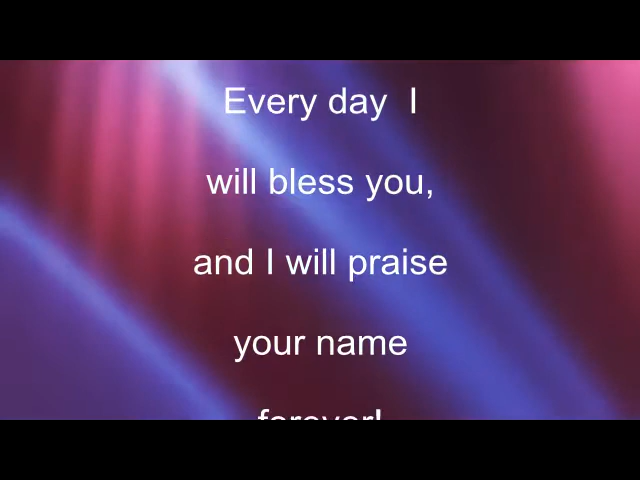 Every day  I
will bless you,
and I will praise
your name
forever!